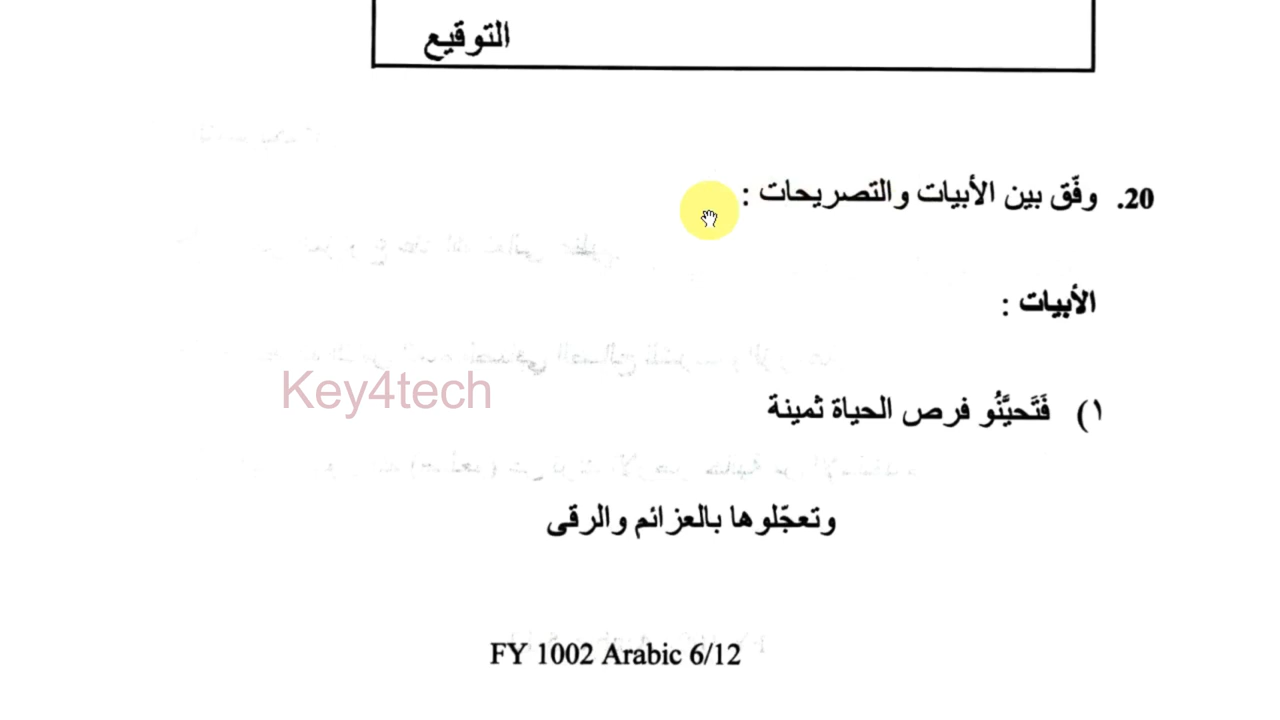 التوقيع
20. وفّق بين الأبيات والتصريحات :
الأبيات :
Key4tech
١) فَتَحيَّنُو فرص الحياة ثمينة
وتعجّلوها بالعزائم والرقى
FY 1002 Arabic 6/12